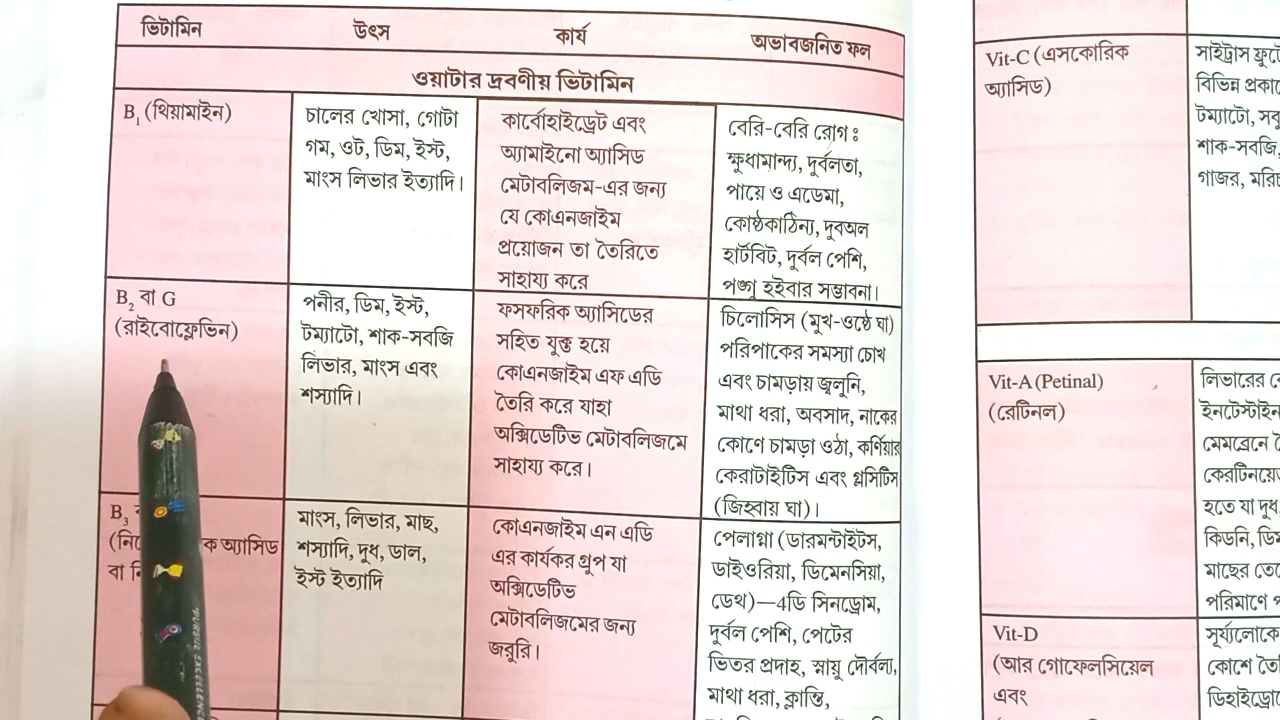 ভিটামিন উৎস কার্য অভাবজনিত ফল
ওয়াটার দ্রবণীয় ভিটামিন
B₁ (থিয়ামাইন)
চালের খোসা, গোটা
গম, ওট, ডিম, ইস্ট,
মাংস লিভার ইত্যাদি।
কার্বোহাইড্রেট এবং
অ্যামাইনো অ্যাসিড
মেটাবলিজম-এর জন্য
যে কোএনজাইম
প্রয়োজন তা তৈরিতে
সাহায্য করে
বেরি-বেরি রোগ ঃ
ক্ষুধামান্দ্য, দুর্বলতা,
পায়ে ও এডেমা,
কোষ্ঠকাঠিন্য, দুবঅল
হার্টবিট, দুর্বল পেশি,
পঙ্গু হইবার সম্ভাবনা।
B₂ বা G
(রাইবোফ্লেভিন)
পনীর, ডিম, ইস্ট,
টম্যাটো, শাক-সবজি
লিভার, মাংস এবং
শস্যাদি।
ফসফরিক অ্যাসিডের
সহিত যুক্ত হয়ে
কোএনজাইম এফ এডি
তৈরি করে যাহা
অক্সিডেটিভ মেটাবলিজমে
সাহায্য করে।
চিলোসিস (মুখ-ওষ্ঠে ঘা)
পরিপাকের সমস্যা চোখ
এবং চামড়ায় জ্বলুনি,
মাথা ধরা, অবসাদ, নাকের
কোণে চামড়া ওঠা, কর্ণিয়ার
কেরাটাইটিস এবং গ্লসিটিস
(জিহ্বায় ঘা)।
B₃
ক অ্যাসিড
বা
মাংস, লিভার, মাছ,
শস্যাদি, দুধ, ডাল,
ইস্ট ইত্যাদি
কোএনজাইম এন এডি
এর কার্যকর গ্রুপ যা
অক্সিডেটিভ
মেটাবলিজমের জন্য
জরুরি।
পেলাগ্রা (ডারমন্টাইটস,
ডাইওরিয়া, ডিমেনসিয়া,
ডেথ)—4ডি সিনড্রোম,
দুর্বল পেশি, পেটের
ভিতর প্রদাহ, স্নায়ু দৌর্বল্য,
মাথা ধরা, ক্লান্তি,
Vit-C (এসকোরিক
অ্যাসিড)
সাইট্রাস ফ্রুটে
বিভিন্ন প্রকা
টম্যাটো, সব
শাক-সবজি,
গাজর, মরিচ
Vit-A (Petinal)
(রেটিনল)
লিভারের
ইনটেস্টাইন
মেমব্রেনে
কেরটিনয়ে
হতে যা দুধ
কিডনি, ডিম
মাছের তে
পরিমাণে
Vit-D
(আর গোফেলসিয়েল
এবং
সূর্য্যলোকে
কোশে তৈ
ডিহাইড্রো